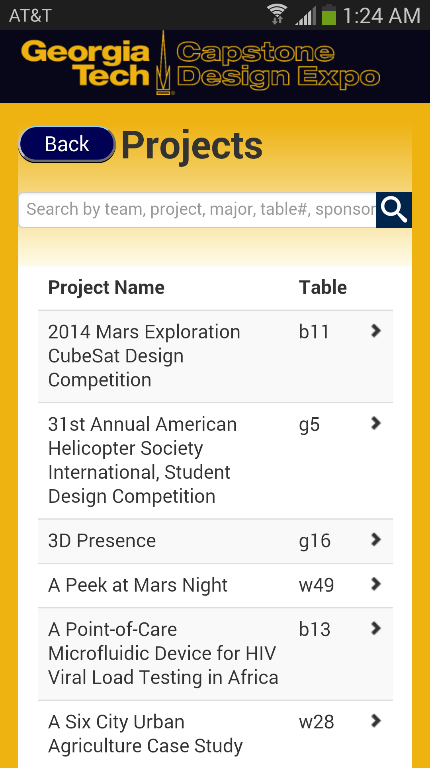 AT&T 1:24 AM
Georgia Capstone
Tech Design Expo
Back Projects
Search by team, project, major, table#, sponsor
Project Name Table
2014 Mars Exploration b11
CubeSat Design
Competition
31st Annual American g5
Helicopter Society
International, Student
Design Competition
3D Presence g16
A Peek at Mars Night w49
A Point-of-Care b13
Microfluidic Device for HIV
Viral Load Testing in Africa
A Six City Urban w28
Agriculture Case Study